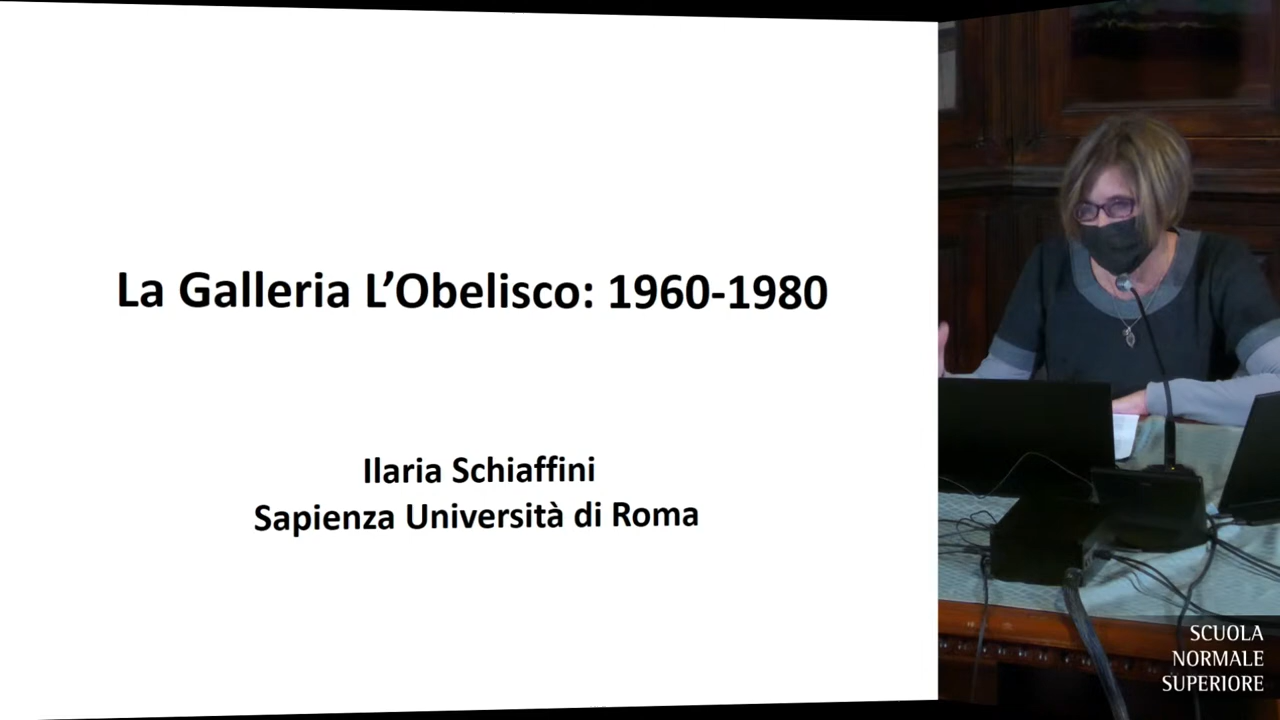 La Galleria L’Obelisco: 1960-1980
Ilaria Schiaffini
Sapienza Università di Roma
SCUOLA
NORMALE
SUPERIORE